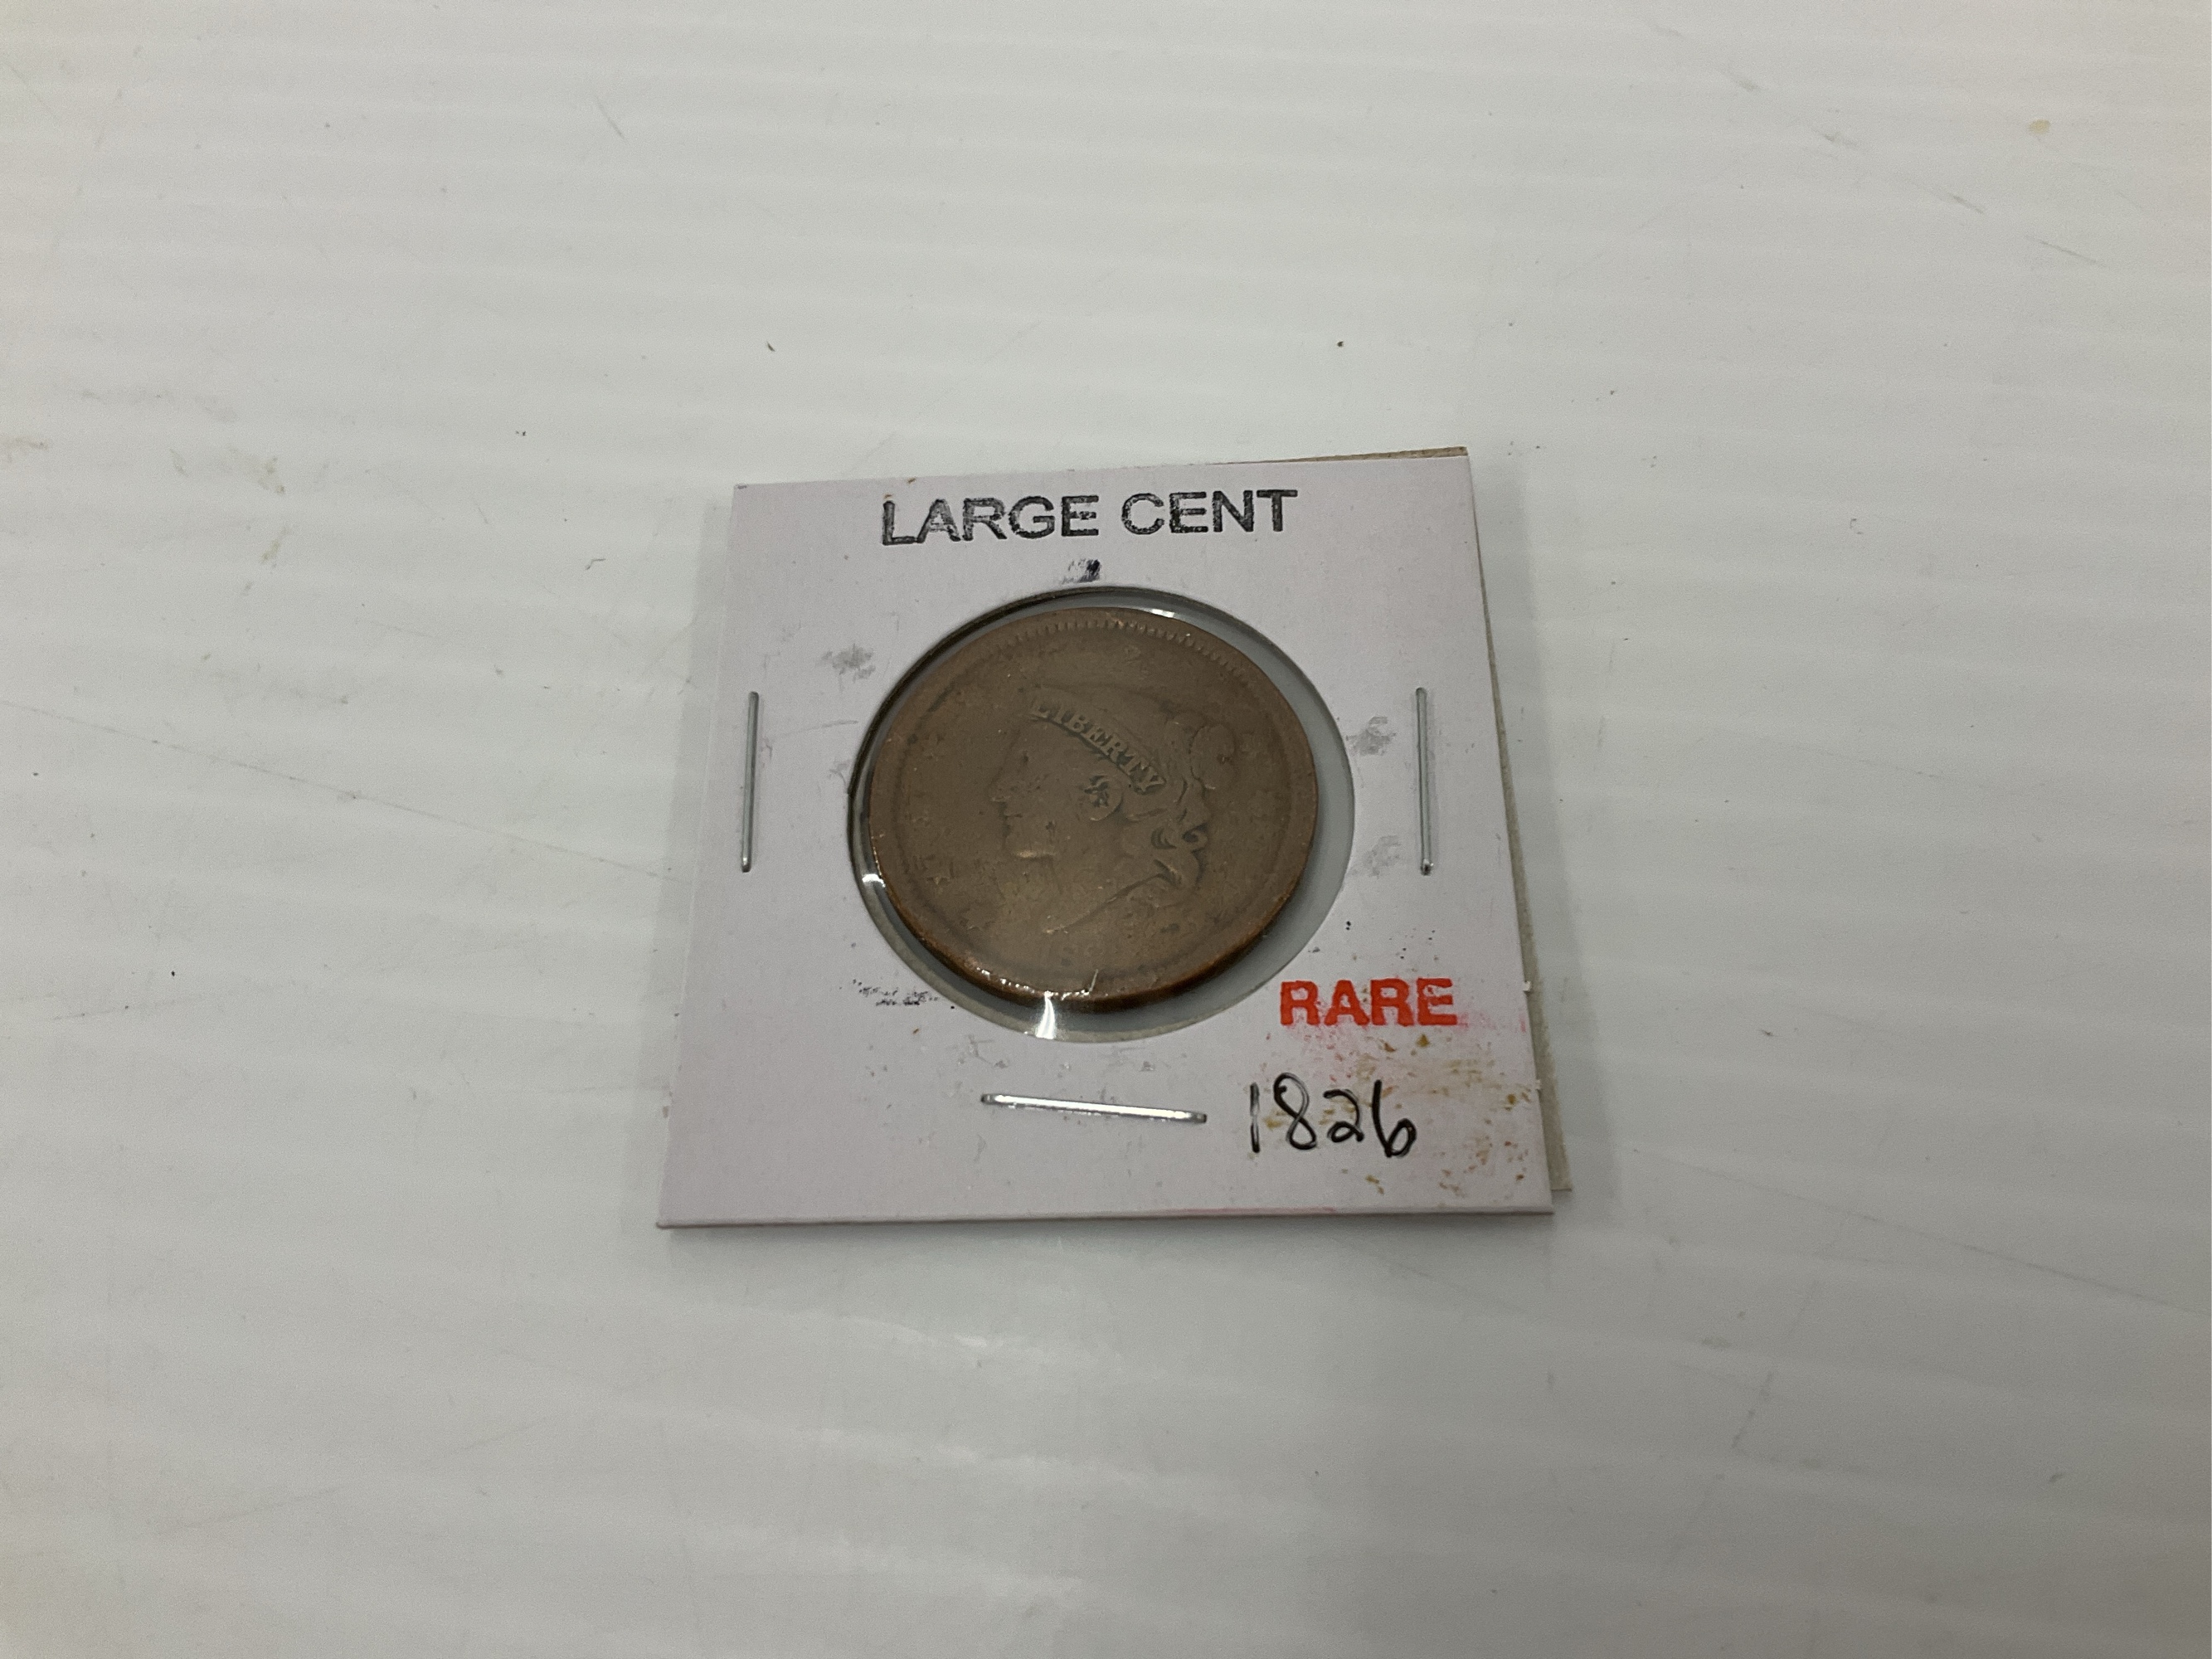 LARGE CENT
LIBERTY
RARE
1826